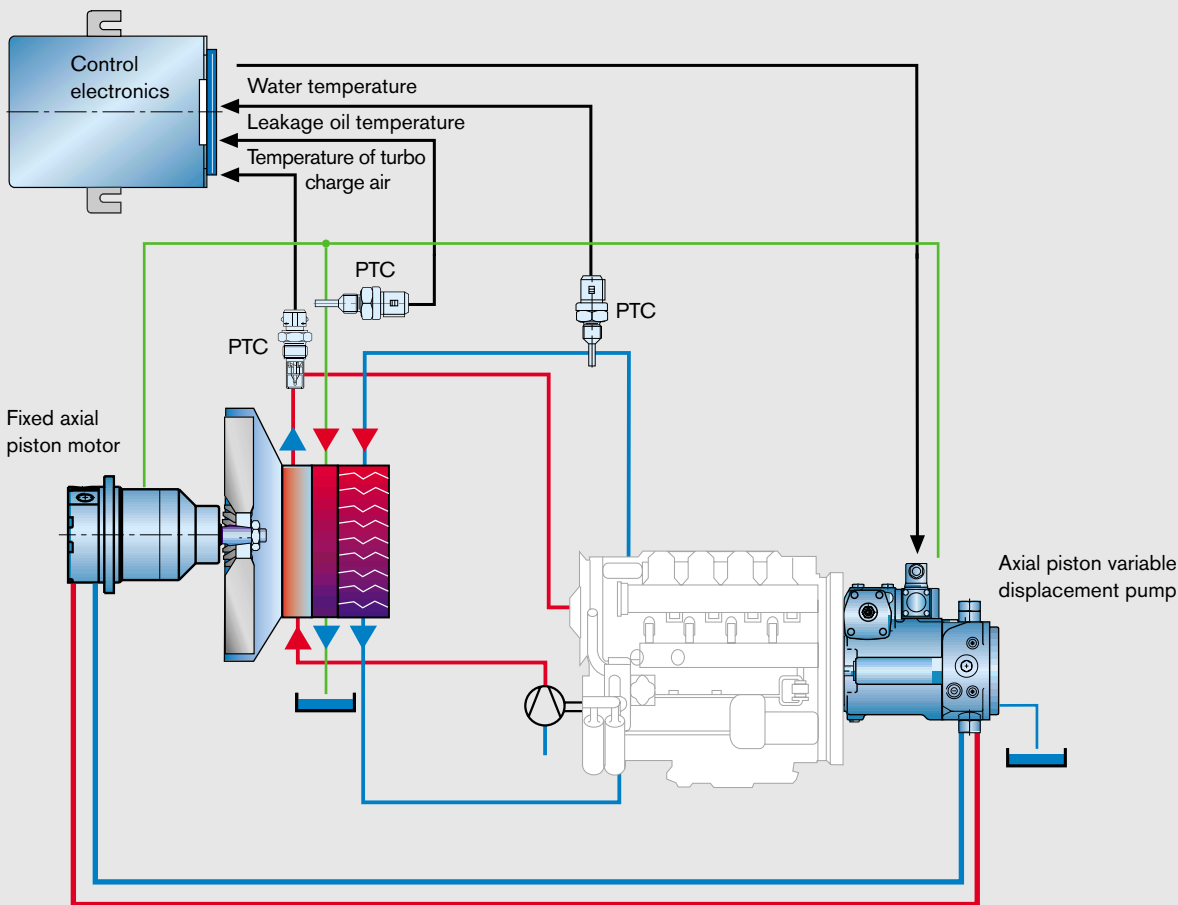 Control
electronics
Water temperature
Leakage oil temperature
Temperature of turbo
charge air
PTC
PTC
PTC
Fixed axial
piston motor
Axial piston variable
displacement pump